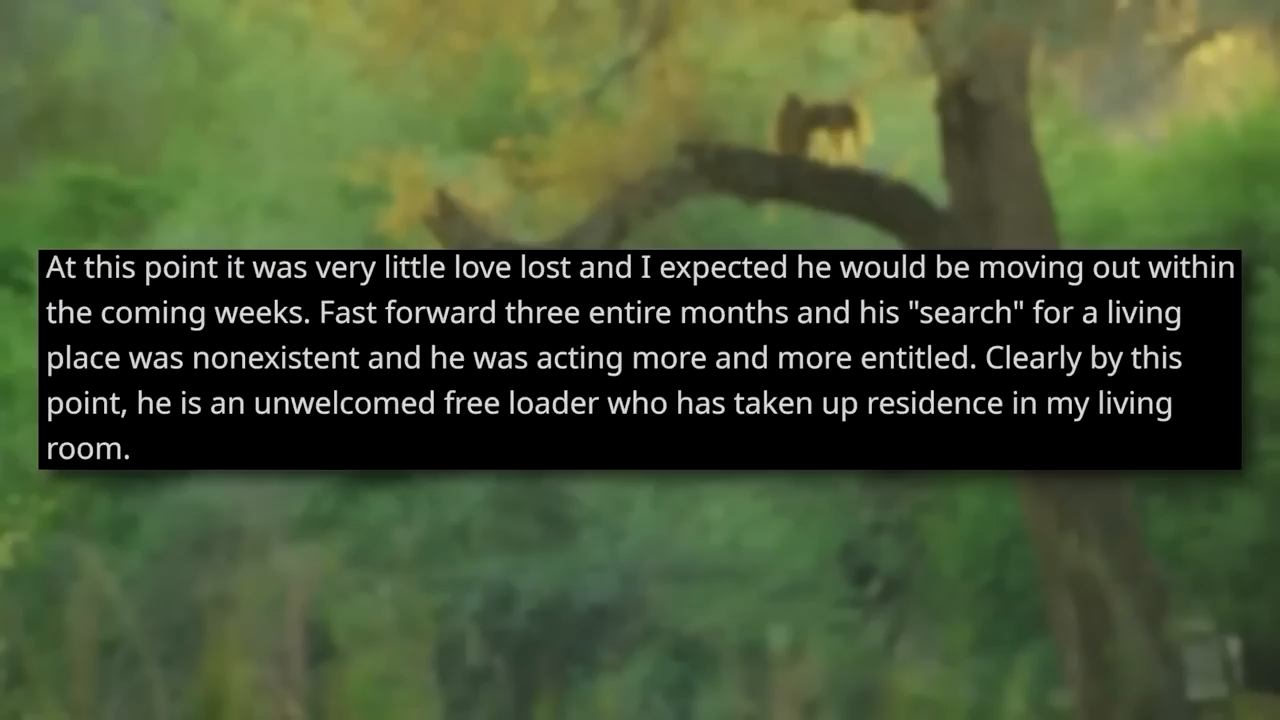 At this point it was very little love lost and I expected he would be moving out within
the coming weeks. Fast forward three entire months and his "search" for a living
place was nonexistent and he was acting more and more entitled. Clearly by this
point, he is an unwelcomed free loader who has taken up residence in my living
room.